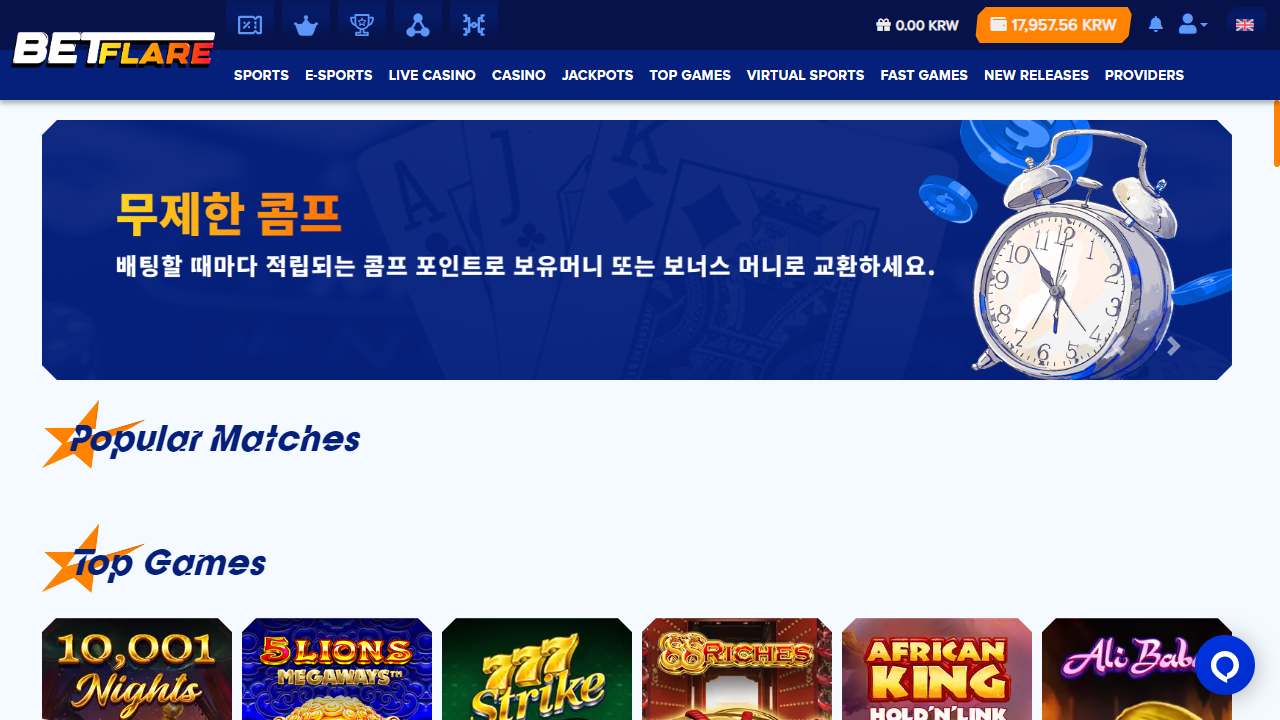 BETFLARE
0.00 KRW
17,957.56 KRW
SPORTS E-SPORTS LIVE CASINO CASINO JACKPOTS TOP GAMES VIRTUAL SPORTS FAST GAMES NEW RELEASES PROVIDERS
무제한 콤프
배팅할 때마다 적립되는 콤프 포인트로 보유머니 또는 보너스 머니로 교환하세요.
Popular Matches
Top Games
10,001
Nights
5 LIONS
MEGAWAYS™
777
Strike
88 RICHES
AFRICAN
KING
HOLD'N'LINK
Ali Baba